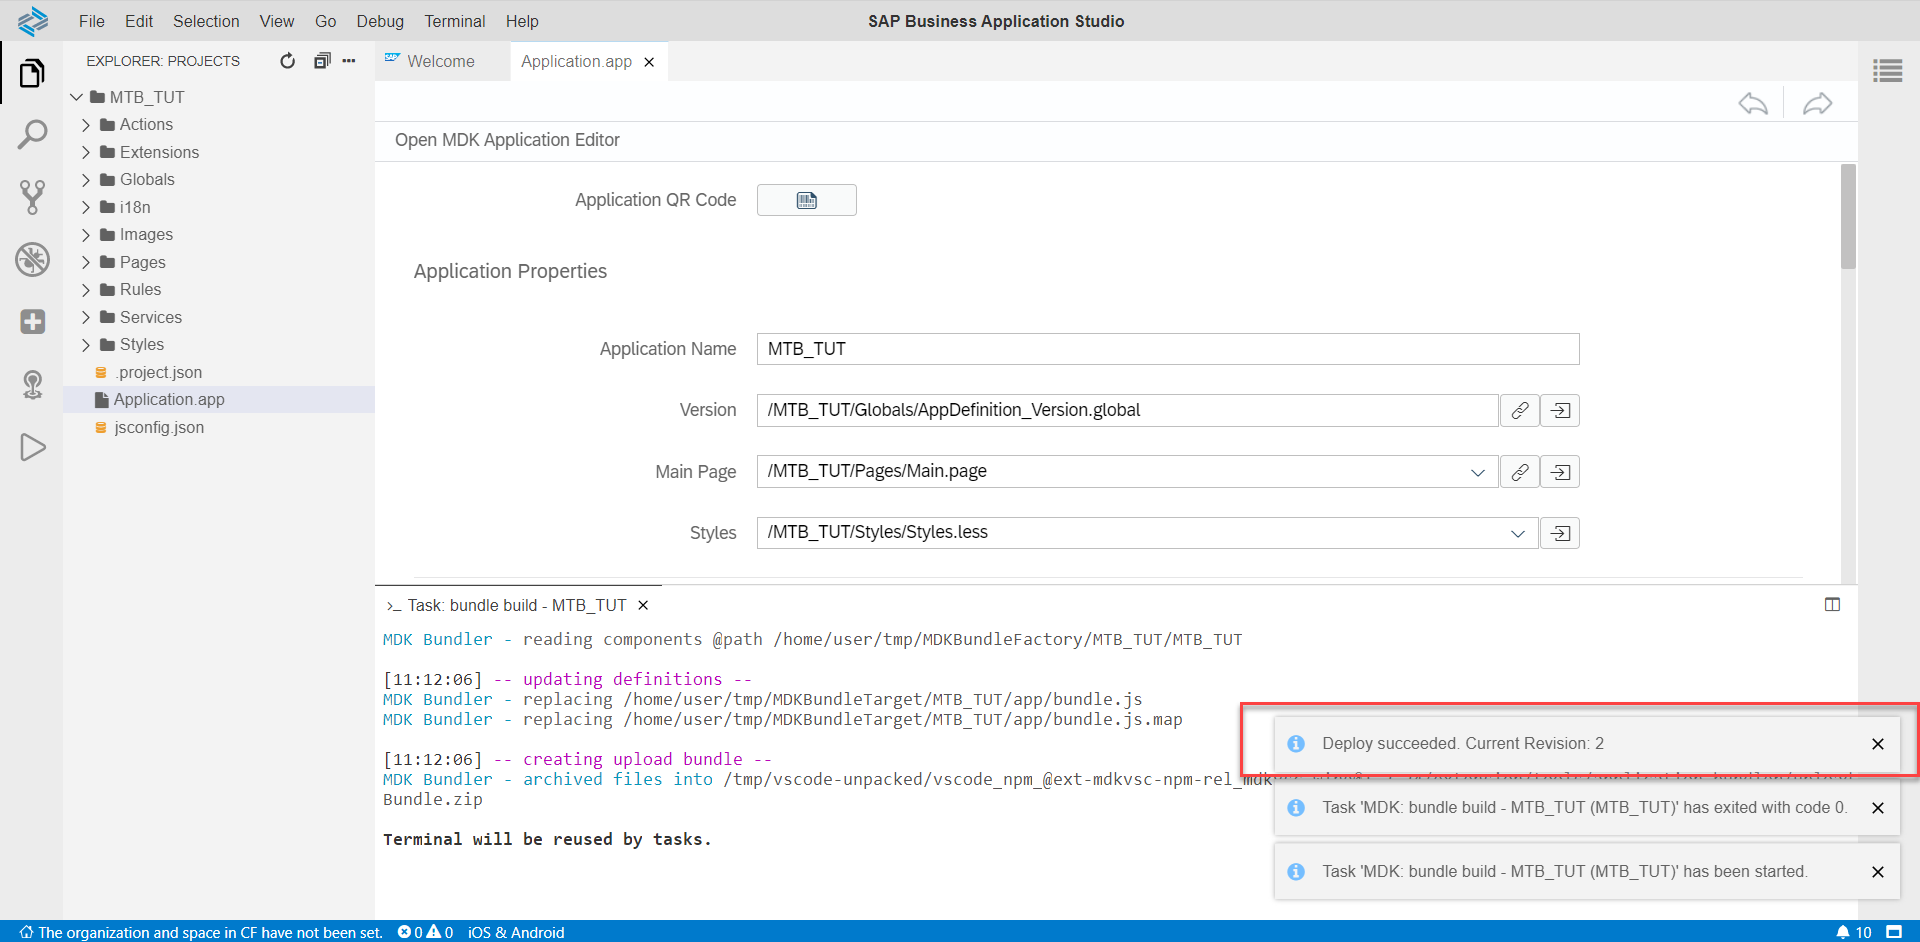 File Edit Selection View Go Debug Terminal Help
SAP Business Application Studio
EXPLORER: PROJECTS
MTB_TUT
Actions
Extensions
Globals
i18n
Images
Pages
Rules
Services
Styles
.project.json
Application.app
jsconfig.json
SAP Welcome
Application.app
Open MDK Application Editor
Application QR Code
Application Properties
Application Name MTB_TUT
Version /MTB_TUT/Globals/AppDefinition_Version.global
Main Page /MTB_TUT/Pages/Main.page
Styles /MTB_TUT/Styles/Styles.less
>_ Task: bundle build - MTB_TUT
MDK Bundler - reading components @path /home/user/tmp/MDKBundleFactory/MTB_TUT/MTB_TUT
[11:12:06] -- updating definitions --
MDK Bundler - replacing /home/user/tmp/MDKBundleTarget/MTB_TUT/app/bundle.js
MDK Bundler - replacing /home/user/tmp/MDKBundleTarget/MTB_TUT/app/bundle.js.map
[11:12:06] -- creating upload bundle --
MDK Bundler - archived files into /tmp/vscode-unpacked/vscode_npm_@ext-mdkvsc-npm-rel_mdk
Bundle.zip
Terminal will be reused by tasks.
Deploy succeeded. Current Revision: 2
Task 'MDK: bundle build - MTB_TUT (MTB_TUT)' has exited with code 0.
Task 'MDK: bundle build - MTB_TUT (MTB_TUT)' has been started.
The organization and space in CF have not been set. 0 0 iOS & Android 10